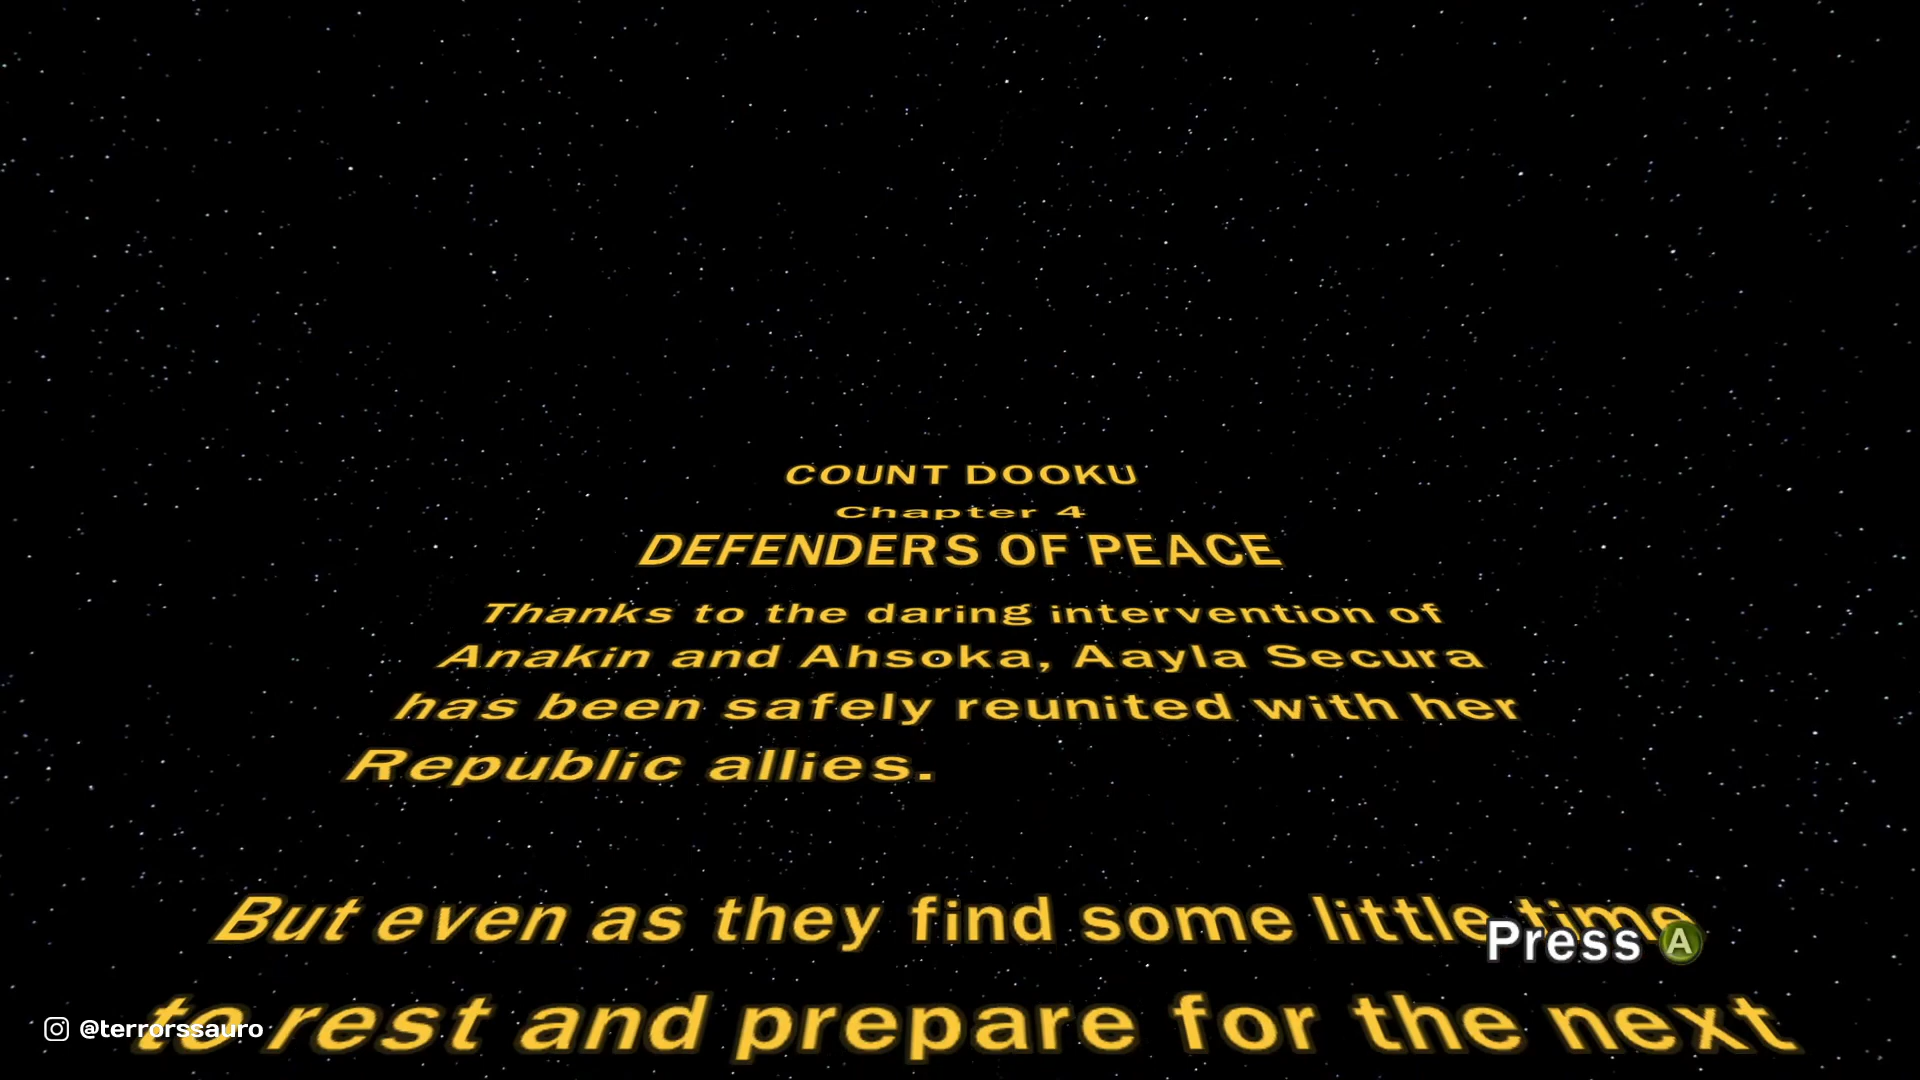 COUNT DOOKU
Chapter 4
DEFENDERS OF PEACE
Thanks to the daring intervention of
Anakin and Ahsoka, Aayla Secura
has been safely reunited with her
Republic allies.
But even as they find some little time
Press A
to rest and prepare for the next
@terrorssauro